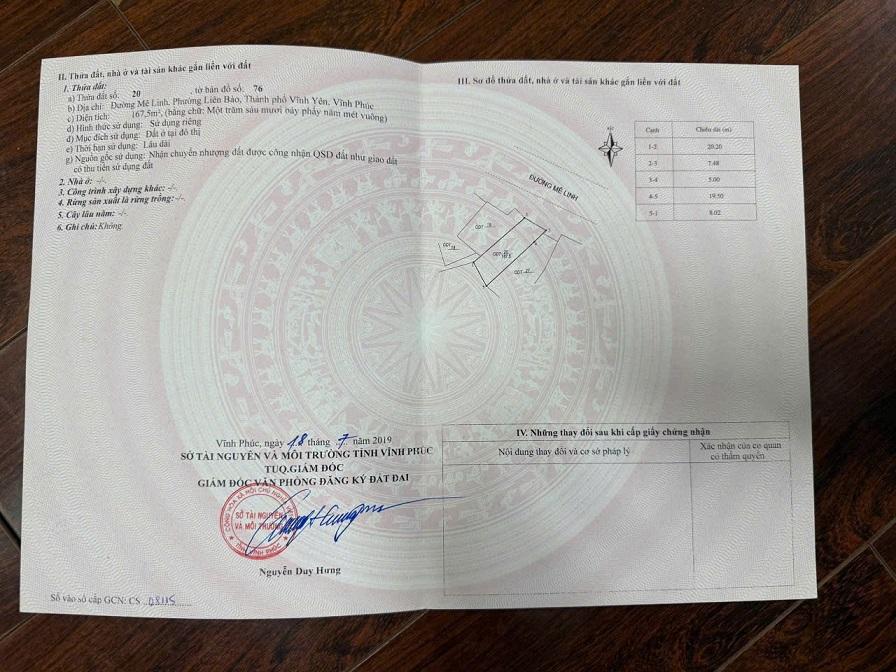 II. Thửa đất, nhà ở và tài sản khác gắn liền với đất
1. Thửa đất:
a) Thửa đất số: 20 , tờ bản đồ số: 76
b) Địa chỉ: Đường Mê Linh, Phường Liên Bảo, Thành phố Vĩnh Yên, Vĩnh Phúc
c) Diện tích: 167,5m², (bằng chữ: Một trăm sáu mươi bảy phẩy năm mét vuông)
d) Hình thức sử dụng: Sử dụng riêng
đ) Mục đích sử dụng: Đất ở tại đô thị
e) Thời hạn sử dụng: Lâu dài
g) Nguồn gốc sử dụng: Nhận chuyển nhượng đất được công nhận QSD đất như giao đất
có thu tiền sử dụng đất
2. Nhà ở: -/-.
3. Công trình xây dựng khác: -/-.
4. Rừng sản xuất là rừng trồng: -/-.
5. Cây lâu năm: -/-
6. Ghi chú: Không.
Vĩnh Phúc, ngày 18 tháng 7 năm 2019
SỞ TÀI NGUYÊN VÀ MÔI TRƯỜNG TỈNH VĨNH PHÚC
TUQ.GIÁM ĐỐC
GIÁM ĐỐC VĂN PHÒNG ĐĂNG KÝ ĐẤT ĐAI
SỞ TÀI NGUYÊN
VÀ MÔI TRƯỜNG
Nguyễn Duy Hưng
Số vào sổ cấp GCN: CS 08115
III. Sơ đồ thửa đất, nhà ở và tài sản khác gắn liền với đất
Cạnh Chiều dài (m)
1-2 20.20
2-3 7.48
3-4 5.00
4-5 19.50
5-1 8.02
ĐƯỜNG MÊ LINH
ODT
ODT
ODT
ODT
IV. Những thay đổi sau khi cấp giấy chứng nhận
Nội dung thay đổi và cơ sở pháp lý
Xác nhận của cơ quan
có thẩm quyền